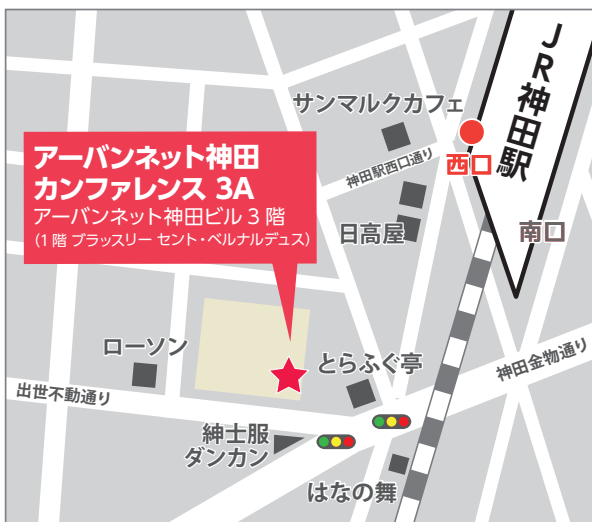 JR神田駅
サンマルクカフェ
西口
神田駅西口通り
アーバンネット神田
カンファレンス 3A
アーバンネット神田ビル 3 階
(1 階 ブラッスリー セント・ベルナルデュス)
日高屋
南口
ローソン
とらふぐ亭
神田金物通り
出世不動通り
紳士服
ダンカン
はなの舞